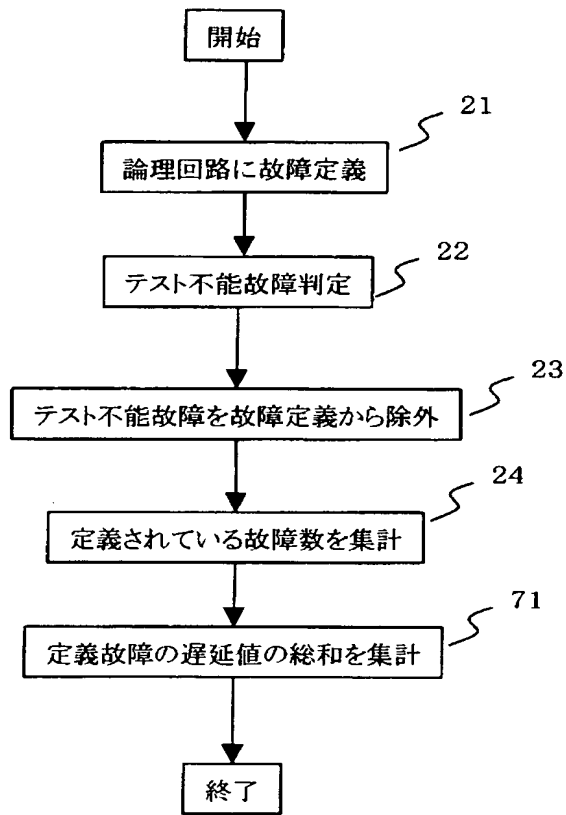 開始
21
論理回路に故障定義
22
テスト不能故障判定
23
テスト不能故障を故障定義から除外
24
定義されている故障数を集計
71
定義故障の遅延値の総和を集計
終了